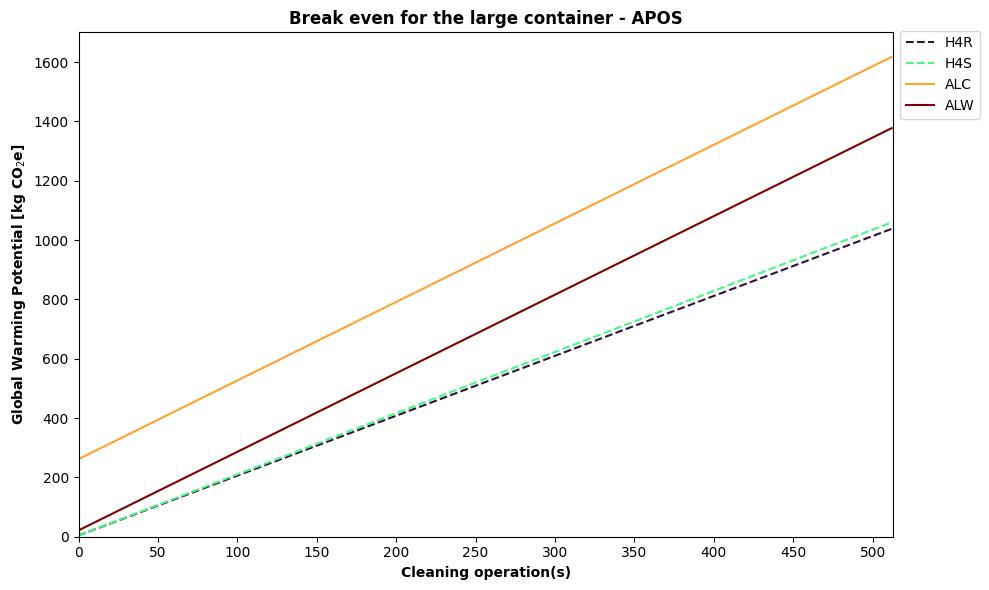 Break even for the large container - APOS
H4R
H4S
ALC
ALW
Global Warming Potential [kg CO₂e]
1600
1400
1200
1000
800
600
400
200
0
0 50 100 150 200 250 300 350 400 450 500
Cleaning operation(s)